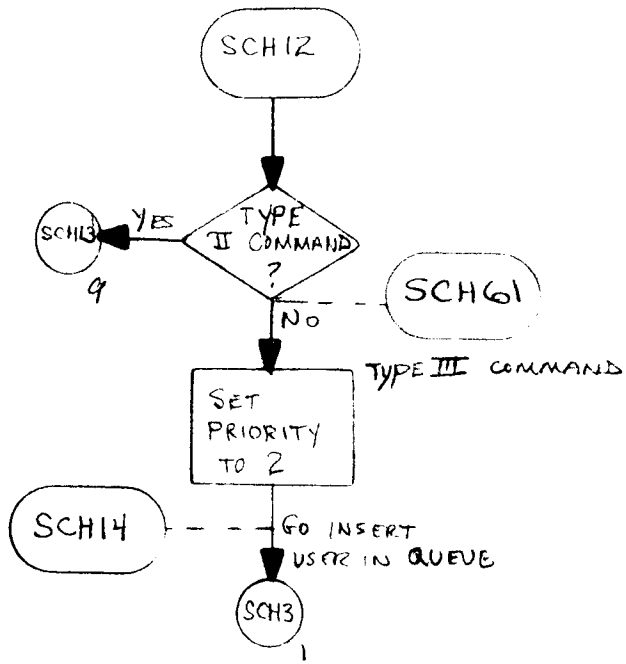 SCH12
TYPE
II COMMAND
?
YES
SCH13
9
NO
SCH61
TYPE III COMMAND
SET
PRIORITY
TO 2
SCH14
GO INSERT
USER IN QUEUE
SCH3
1